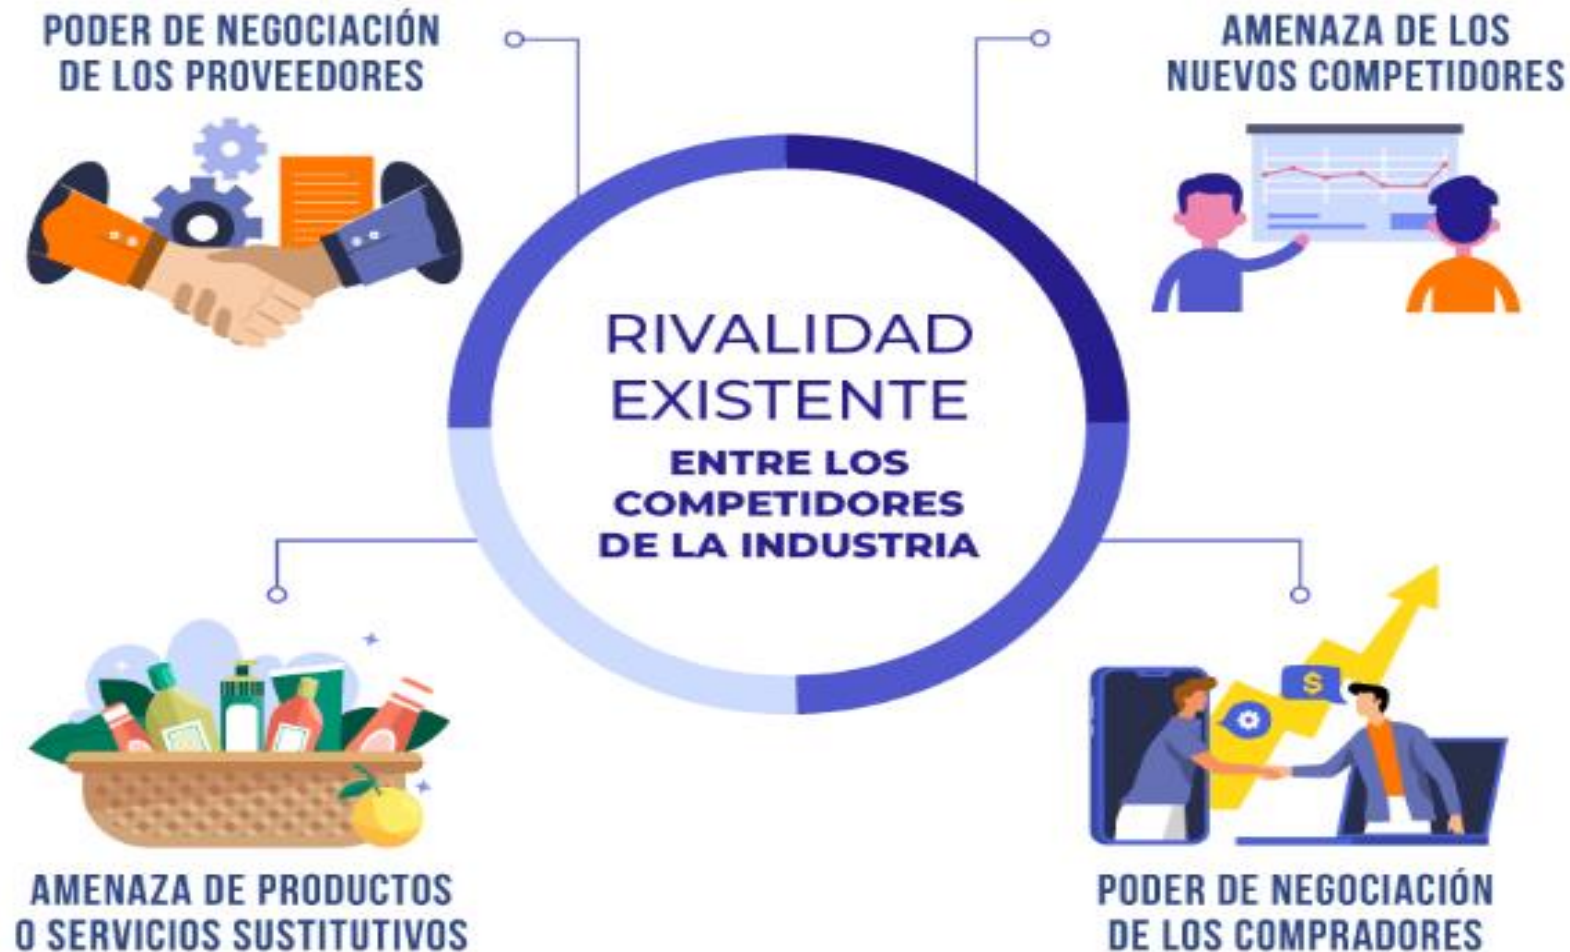 PODER DE NEGOCIACIÓN
DE LOS PROVEEDORES
AMENAZA DE LOS
NUEVOS COMPETIDORES
RIVALIDAD
EXISTENTE
ENTRE LOS
COMPETIDORES
DE LA INDUSTRIA
$
AMENAZA DE PRODUCTOS
O SERVICIOS SUSTITUTIVOS
PODER DE NEGOCIACIÓN
DE LOS COMPRADORES